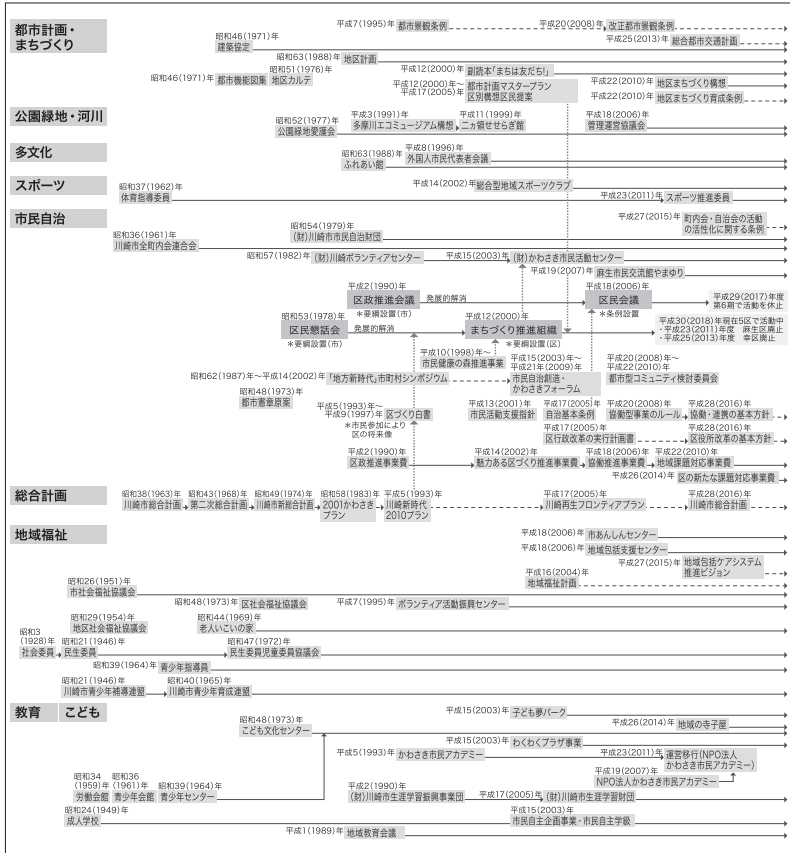 都市計画・
まちづくり
平成7(1995)年 都市景観条例
平成20(2008)年 改正都市景観条例
昭和46(1971)年
建築協定
平成25(2013)年 総合都市交通計画
昭和63(1988)年 地区計画
昭和46(1971)年 都市機能図集
昭和51(1976)年
地区カルテ
平成12(2000)年 副読本「まちは友だち!」
平成12(2000)年～
平成17(2005)年
都市計画マスタープラン
区別構想区民提案
平成22(2010)年 地区まちづくり構想
平成22(2010)年 地区まちづくり育成条例
公園緑地・河川
昭和52(1977)年
公園緑地愛護会
平成3(1991)年
多摩川エコミュージアム構想
平成11(1999)年
二ヵ領せせらぎ館
平成18(2006)年
管理運営協議会
多文化
平成8(1996)年
外国人市民代表者会議
昭和63(1988)年
ふれあい館
スポーツ
昭和37(1962)年
体育指導委員
平成14(2002)年 総合型地域スポーツクラブ
平成23(2011)年 スポーツ推進委員
市民自治
平成27(2015)年 町内会・自治会の活動
の活性化に関する条例
昭和36(1961)年
川崎市全町内会連合会
昭和54(1979)年
(財)川崎市市民自治財団
昭和57(1982)年 (財)川崎ボランティアセンター
平成15(2003)年 (財)かわさき市民活動センター
平成19(2007)年 麻生市民交流館やまゆり
平成2(1990)年
区政推進会議
＊要綱設置(市)
発展的解消
平成18(2006)年
区民会議
＊条例設置
平成29(2017)年度
第6期で活動を休止
昭和53(1978)年
区民懇話会
＊要綱設置(市)
発展的解消
平成12(2000)年
まちづくり推進組織
＊要綱設置(区)
平成30(2018)年現在5区で活動中
・平成23(2011)年度 麻生区廃止
・平成25(2013)年度 幸区廃止
平成10(1998)年～
市民健康の森推進事業
昭和62(1987)年～平成14(2002)年 「地方新時代」市町村シンポジウム
平成15(2003)年～
平成21年(2009)年
市民自治創造・
かわさきフォーラム
平成20(2008)年～
平成22(2010)年
都市型コミュニティ検討委員会
昭和48(1973)年
都市憲章原案
平成5(1993)年～
平成9(1997)年 区づくり白書
＊市民参加により
区の将来像
平成13(2001)年
市民活動支援指針
平成17(2005)年
自治基本条例
平成20(2008)年
協働型事業のルール
平成28(2016)年
協働・連携の基本方針
平成17(2005)年
区行政改革の実行計画書
平成28(2016)年
区役所改革の基本方針
平成2(1990)年
区政推進事業費
平成14(2002)年
魅力ある区づくり推進事業費
平成18(2006)年
協働推進事業費
平成22(2010)年
地域課題対応事業費
平成26(2014)年 区の新たな課題対応事業費
総合計画
昭和38(1963)年
川崎市総合計画
昭和43(1968)年
第二次総合計画
昭和49(1974)年
川崎市新総合計画
昭和58(1983)年
2001かわさき
プラン
平成5(1993)年
川崎新時代
2010プラン
平成17(2005)年
川崎再生フロンティアプラン
平成28(2016)年
川崎市総合計画
地域福祉
平成18(2006)年 市あんしんセンター
平成18(2006)年 地域包括支援センター
平成27(2015)年 地域包括ケアシステム
推進ビジョン
平成16(2004)年
地域福祉計画
昭和26(1951)年
市社会福祉協議会
昭和48(1973)年 区社会福祉協議会
平成7(1995)年 ボランティア活動振興センター
昭和29(1954)年
地区社会福祉協議会
昭和44(1969)年
老人いこいの家
昭和3
(1928)年
社会委員
昭和21(1946)年
民生委員
昭和47(1972)年
民生委員児童委員協議会
昭和39(1964)年 青少年指導員
昭和21(1946)年
川崎市青少年補導連盟
昭和40(1965)年
川崎市青少年育成連盟
教育 こども
平成15(2003)年 子ども夢パーク
昭和48(1973)年
こども文化センター
平成26(2014)年 地域の寺子屋
平成15(2003)年 わくわくプラザ事業
平成5(1993)年 かわさき市民アカデミー
平成23(2011)年 運営移行(NPO法人
かわさき市民アカデミー)
平成19(2007)年
NPO法人かわさき市民アカデミー
昭和34
(1959)年
労働会館
昭和36
(1961)年
青少年会館
昭和39(1964)年
青少年センター
平成2(1990)年
(財)川崎市生涯学習振興事業団
平成17(2005)年 (財)川崎市生涯学習財団
昭和24(1949)年
成人学校
平成15(2003)年
市民自主企画事業・市民自主学級
平成1(1989)年 地域教育会議